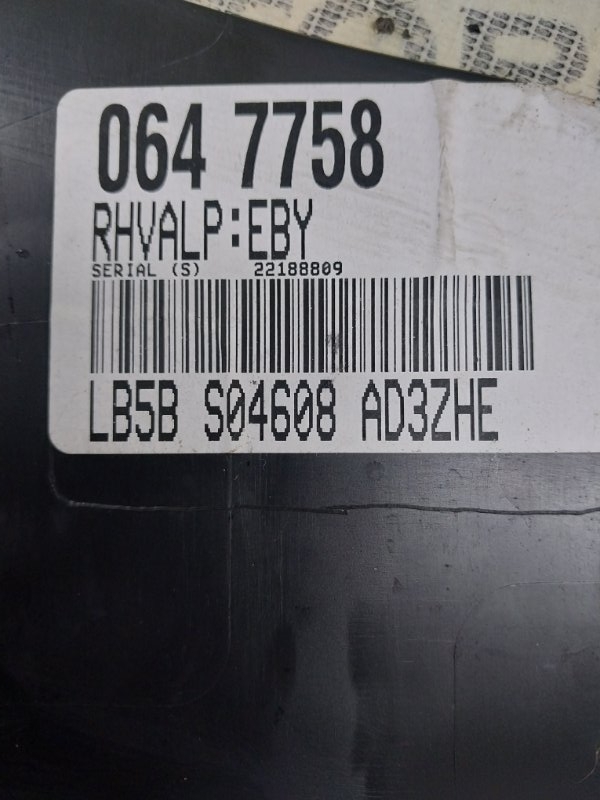 064 7758
RHVALP:EBY
SERIAL (S) 22188809
LB5B S04608 AD3ZHE